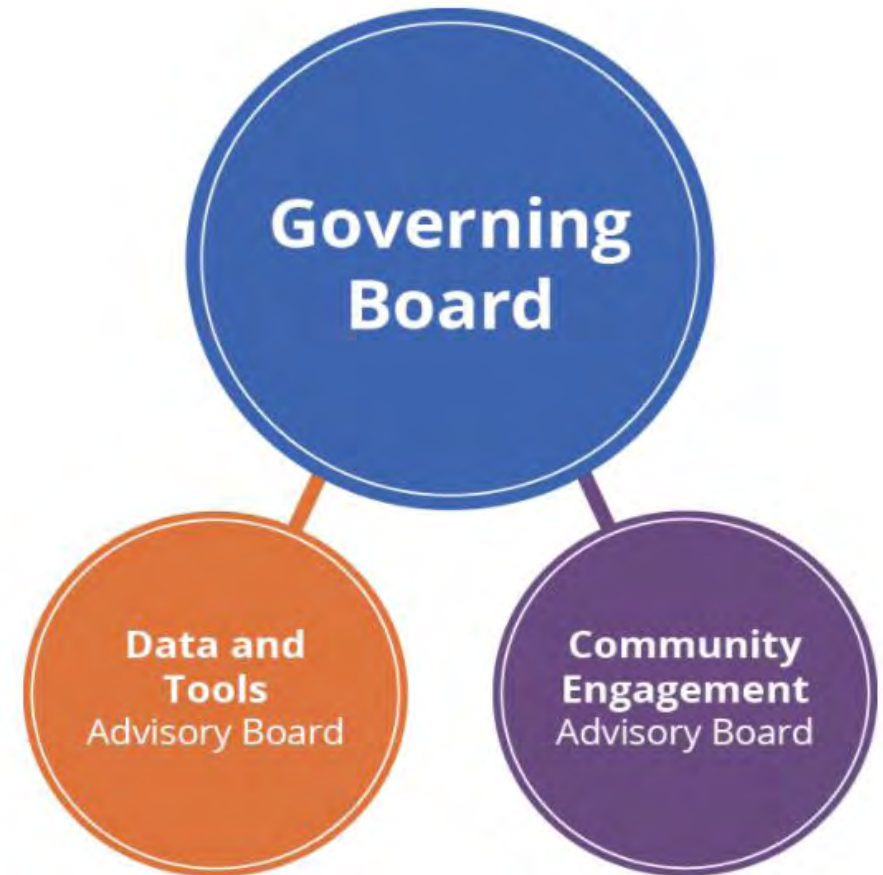 Governing
Board
Data and
Tools
Advisory Board
Community
Engagement
Advisory Board